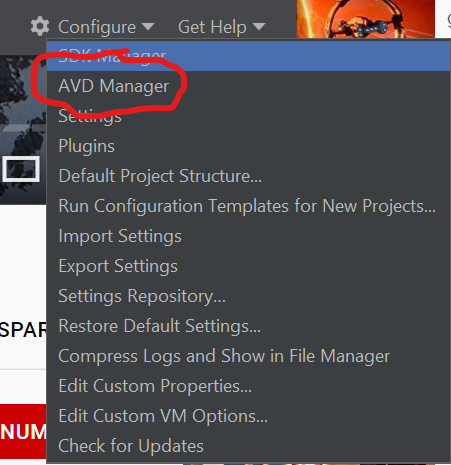 Configure Get Help
SDK Manager
AVD Manager
Settings
Plugins
Default Project Structure...
Run Configuration Templates for New Projects...
Import Settings
Export Settings
Settings Repository...
SPAR
Restore Default Settings...
Compress Logs and Show in File Manager
Edit Custom Properties...
Edit Custom VM Options...
NUM
Check for Updates